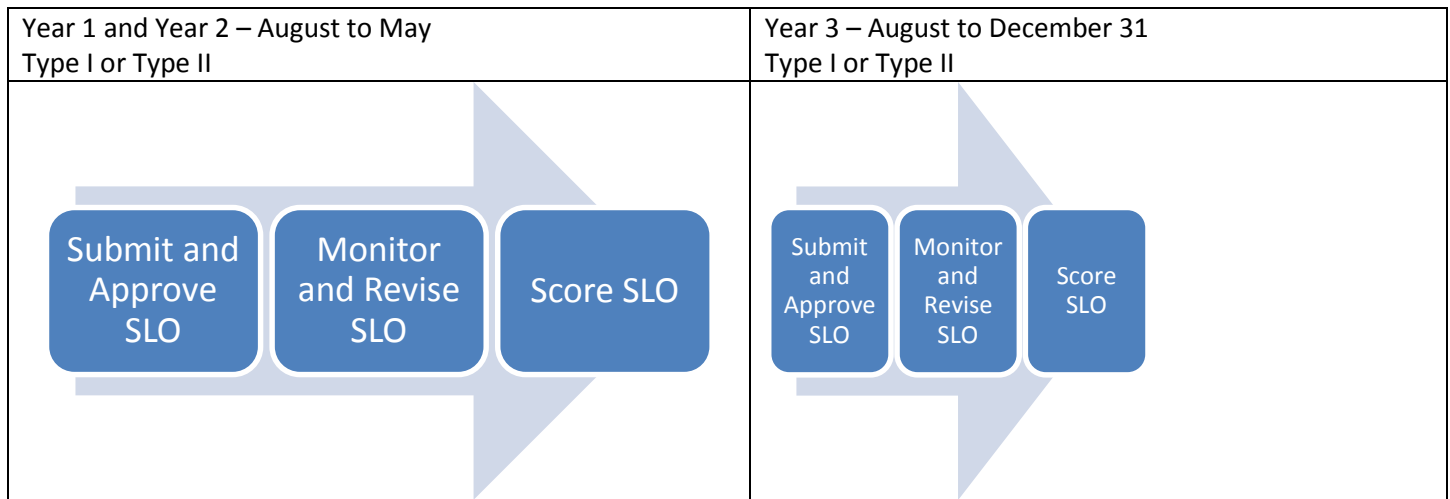 Year 1 and Year 2 – August to May
Type I or Type II
Year 3 – August to December 31
Type I or Type II
Submit and
Approve
SLO
Monitor
and Revise
SLO
Score SLO
Submit
and
Approve
SLO
Monitor
and
Revise
SLO
Score
SLO